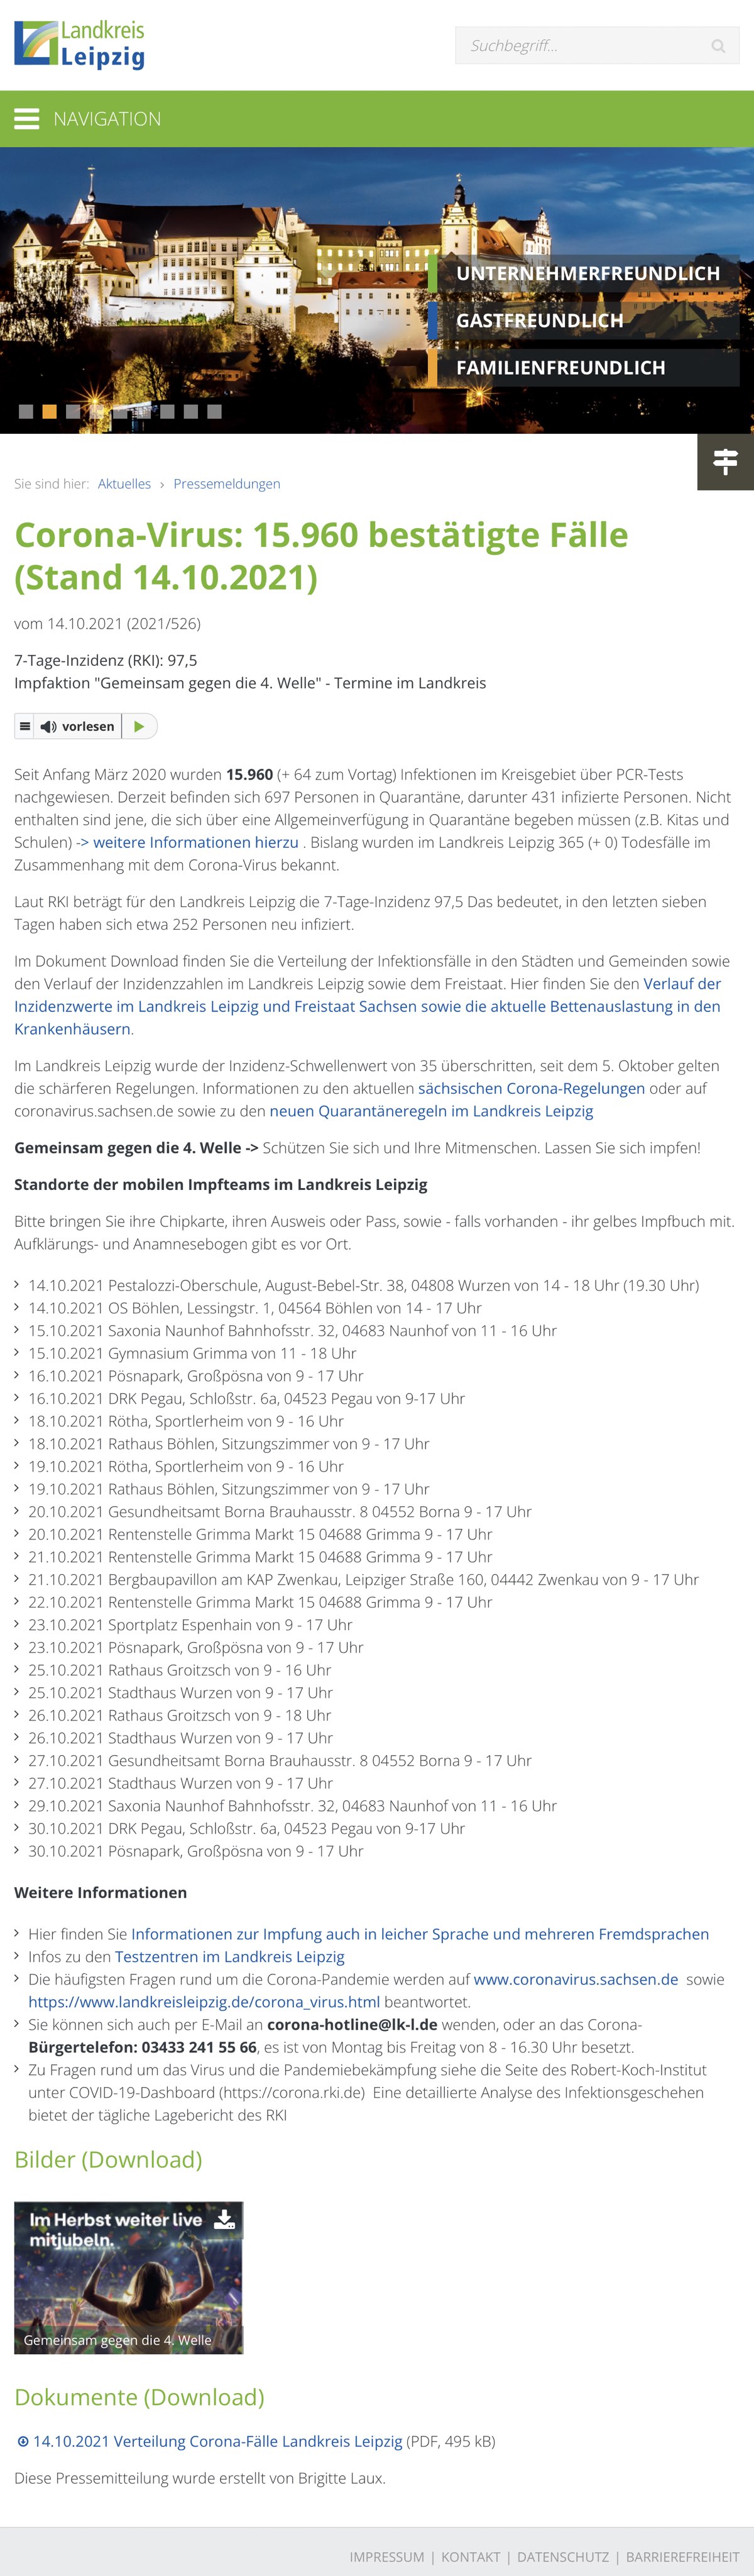 Landkreis
Leipzig
Suchbegriff...
NAVIGATION
UNTERNEHMERFREUNDLICH
GASTFREUNDLICH
FAMILIENFREUNDLICH
Sie sind hier: Aktuelles › Pressemeldungen
Corona-Virus: 15.960 bestätigte Fälle
(Stand 14.10.2021)
vom 14.10.2021 (2021/526)
7-Tage-Inzidenz (RKI): 97,5
Impfaktion "Gemeinsam gegen die 4. Welle" - Termine im Landkreis
vorlesen
Seit Anfang März 2020 wurden 15.960 (+ 64 zum Vortag) Infektionen im Kreisgebiet über PCR-Tests
nachgewiesen. Derzeit befinden sich 697 Personen in Quarantäne, darunter 431 infizierte Personen. Nicht
enthalten sind jene, die sich über eine Allgemeinverfügung in Quarantäne begeben müssen (z.B. Kitas und
Schulen) -> weitere Informationen hierzu . Bislang wurden im Landkreis Leipzig 365 (+ 0) Todesfälle im
Zusammenhang mit dem Corona-Virus bekannt.
Laut RKI beträgt für den Landkreis Leipzig die 7-Tage-Inzidenz 97,5 Das bedeutet, in den letzten sieben
Tagen haben sich etwa 252 Personen neu infiziert.
Im Dokument Download finden Sie die Verteilung der Infektionsfälle in den Städten und Gemeinden sowie
den Verlauf der Inzidenzzahlen im Landkreis Leipzig sowie dem Freistaat. Hier finden Sie den Verlauf der
Inzidenzwerte im Landkreis Leipzig und Freistaat Sachsen sowie die aktuelle Bettenauslastung in den
Krankenhäusern.
Im Landkreis Leipzig wurde der Inzidenz-Schwellenwert von 35 überschritten, seit dem 5. Oktober gelten
die schärferen Regelungen. Informationen zu den aktuellen sächsischen Corona-Regelungen oder auf
coronavirus.sachsen.de sowie zu den neuen Quarantäneregeln im Landkreis Leipzig
Gemeinsam gegen die 4. Welle -> Schützen Sie sich und Ihre Mitmenschen. Lassen Sie sich impfen!
Standorte der mobilen Impfteams im Landkreis Leipzig
Bitte bringen Sie ihre Chipkarte, ihren Ausweis oder Pass, sowie - falls vorhanden - ihr gelbes Impfbuch mit.
Aufklärungs- und Anamnesebogen gibt es vor Ort.
14.10.2021 Pestalozzi-Oberschule, August-Bebel-Str. 38, 04808 Wurzen von 14 - 18 Uhr (19.30 Uhr)
14.10.2021 OS Böhlen, Lessingstr. 1, 04564 Böhlen von 14 - 17 Uhr
15.10.2021 Saxonia Naunhof Bahnhofsstr. 32, 04683 Naunhof von 11 - 16 Uhr
15.10.2021 Gymnasium Grimma von 11 - 18 Uhr
16.10.2021 Pösnapark, Großpösna von 9 - 17 Uhr
16.10.2021 DRK Pegau, Schloßstr. 6a, 04523 Pegau von 9-17 Uhr
18.10.2021 Rötha, Sportlerheim von 9 - 16 Uhr
18.10.2021 Rathaus Böhlen, Sitzungszimmer von 9 - 17 Uhr
19.10.2021 Rötha, Sportlerheim von 9 - 16 Uhr
19.10.2021 Rathaus Böhlen, Sitzungszimmer von 9 - 17 Uhr
20.10.2021 Gesundheitsamt Borna Brauhausstr. 8 04552 Borna 9 - 17 Uhr
20.10.2021 Rentenstelle Grimma Markt 15 04688 Grimma 9 - 17 Uhr
21.10.2021 Rentenstelle Grimma Markt 15 04688 Grimma 9 - 17 Uhr
21.10.2021 Bergbaupavillon am KAP Zwenkau, Leipziger Straße 160, 04442 Zwenkau von 9 - 17 Uhr
22.10.2021 Rentenstelle Grimma Markt 15 04688 Grimma 9 - 17 Uhr
23.10.2021 Sportplatz Espenhain von 9 - 17 Uhr
23.10.2021 Pösnapark, Großpösna von 9 - 17 Uhr
25.10.2021 Rathaus Groitzsch von 9 - 16 Uhr
25.10.2021 Stadthaus Wurzen von 9 - 17 Uhr
26.10.2021 Rathaus Groitzsch von 9 - 18 Uhr
26.10.2021 Stadthaus Wurzen von 9 - 17 Uhr
27.10.2021 Gesundheitsamt Borna Brauhausstr. 8 04552 Borna 9 - 17 Uhr
27.10.2021 Stadthaus Wurzen von 9 - 17 Uhr
29.10.2021 Saxonia Naunhof Bahnhofsstr. 32, 04683 Naunhof von 11 - 16 Uhr
30.10.2021 DRK Pegau, Schloßstr. 6a, 04523 Pegau von 9-17 Uhr
30.10.2021 Pösnapark, Großpösna von 9 - 17 Uhr
Weitere Informationen
Hier finden Sie Informationen zur Impfung auch in leicher Sprache und mehreren Fremdsprachen
Infos zu den Testzentren im Landkreis Leipzig
Die häufigsten Fragen rund um die Corona-Pandemie werden auf www.coronavirus.sachsen.de sowie
https://www.landkreisleipzig.de/corona_virus.html beantwortet.
Sie können sich auch per E-Mail an corona-hotline@lk-l.de wenden, oder an das Corona-
Bürgertelefon: 03433 241 55 66, es ist von Montag bis Freitag von 8 - 16.30 Uhr besetzt.
Zu Fragen rund um das Virus und die Pandemiebekämpfung siehe die Seite des Robert-Koch-Institut
unter COVID-19-Dashboard (https://corona.rki.de) Eine detaillierte Analyse des Infektionsgeschehen
bietet der tägliche Lagebericht des RKI
Bilder (Download)
Im Herbst weiter live
mitjubeln.
Gemeinsam gegen die 4. Welle
Dokumente (Download)
14.10.2021 Verteilung Corona-Fälle Landkreis Leipzig (PDF, 495 kB)
Diese Pressemitteilung wurde erstellt von Brigitte Laux.
IMPRESSUM | KONTAKT | DATENSCHUTZ | BARRIEREFREIHEIT